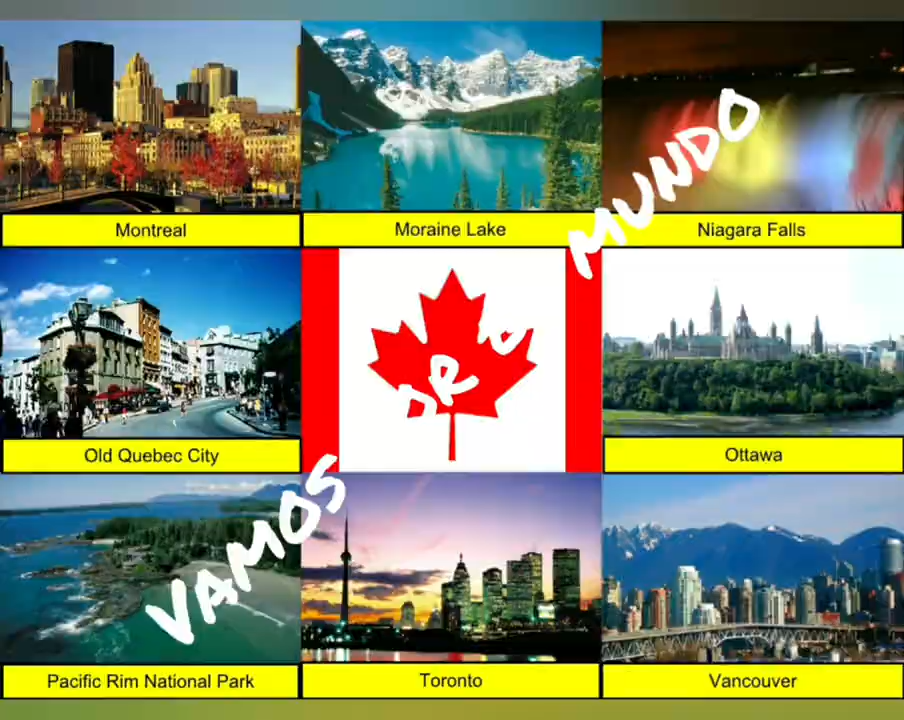 Montreal
Moraine Lake
Niagara Falls
Old Quebec City
Ottawa
Pacific Rim National Park
Toronto
Vancouver
VAMOS
MUNDO